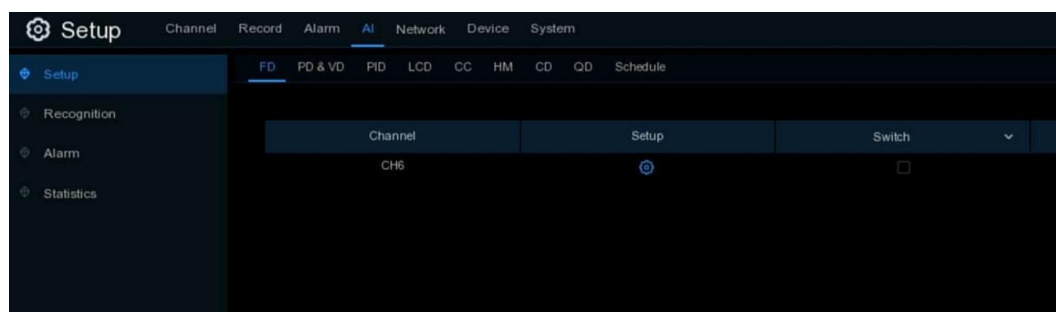 Setup Channel Record Alarm AI Network Device System
Setup FD PD & VD PID LCD CC HM CD QD Schedule
Recognition
Channel Setup Switch
Alarm
CH6
Statistics